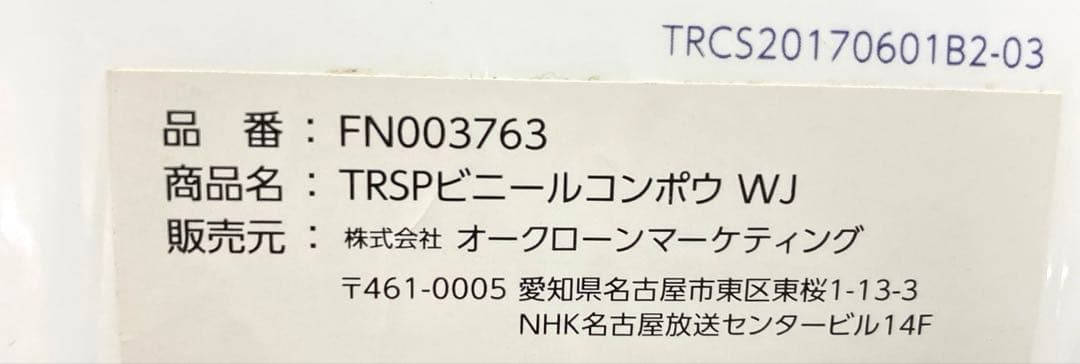 TRCS20170601B2-03
品　番：FN003763
商品名：TRSPビニールコンポウ WJ
販売元：株式会社 オークローンマーケティング
〒461-0005 愛知県名古屋市東区東桜1-13-3
NHK名古屋放送センタービル14F